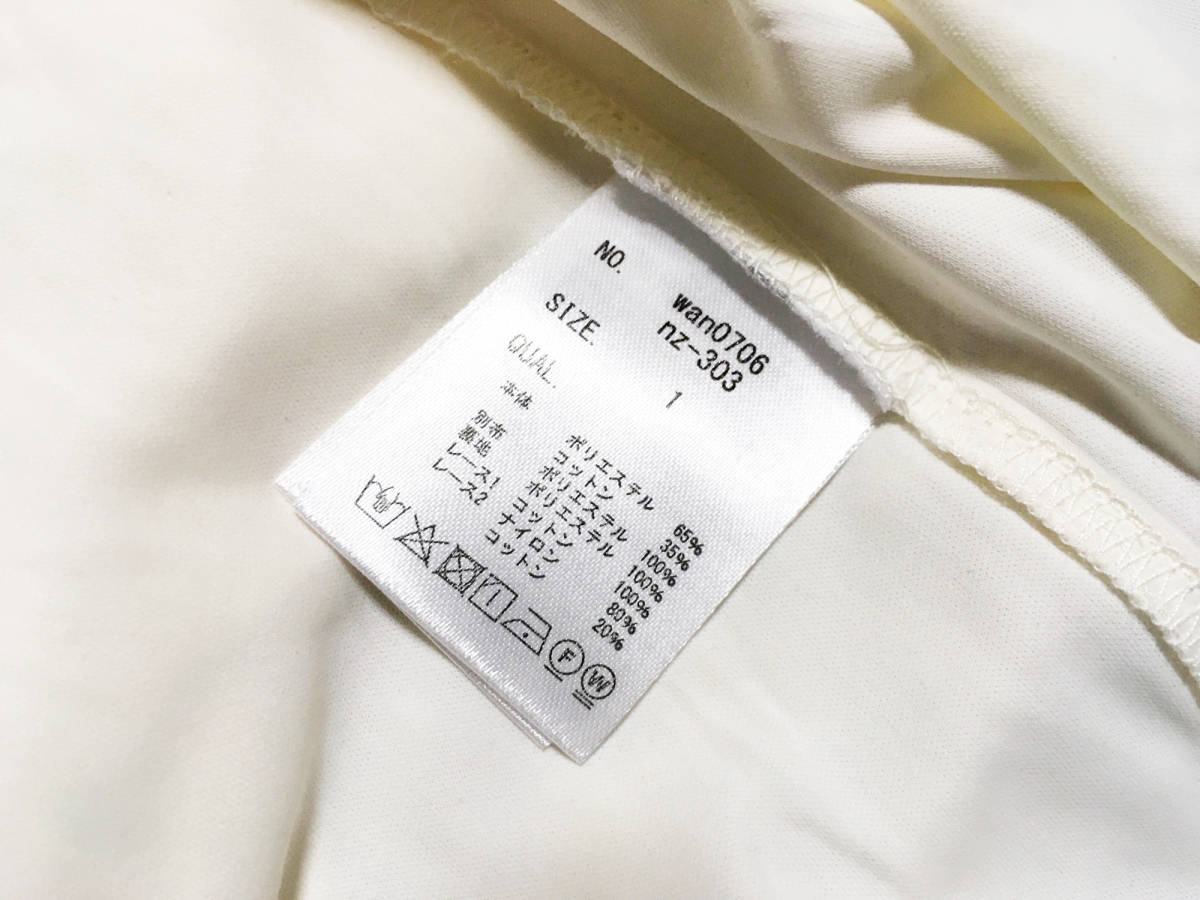 NO. wan0706
nz-303
SIZE. 1
QUAL.
本体 ポリエステル 65%
コットン 35%
別布 ポリエステル 100%
裏地 ポリエステル 100%
レース1 コットン 100%
レース2 ナイロン 80%
コットン 20%
F W